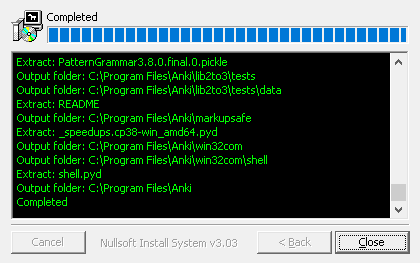 Completed
Extract: PatternGrammar3.8.0.final.0.pickle
Output folder: C:\Program Files\Anki\lib2to3\tests
Output folder: C:\Program Files\Anki\lib2to3\tests\data
Extract: README
Output folder: C:\Program Files\Anki\markupsafe
Extract: _speedups.cp38-win_amd64.pyd
Output folder: C:\Program Files\Anki\win32com
Output folder: C:\Program Files\Anki\win32com\shell
Extract: shell.pyd
Output folder: C:\Program Files\Anki
Completed
Cancel
Nullsoft Install System v3.03
< Back
Close